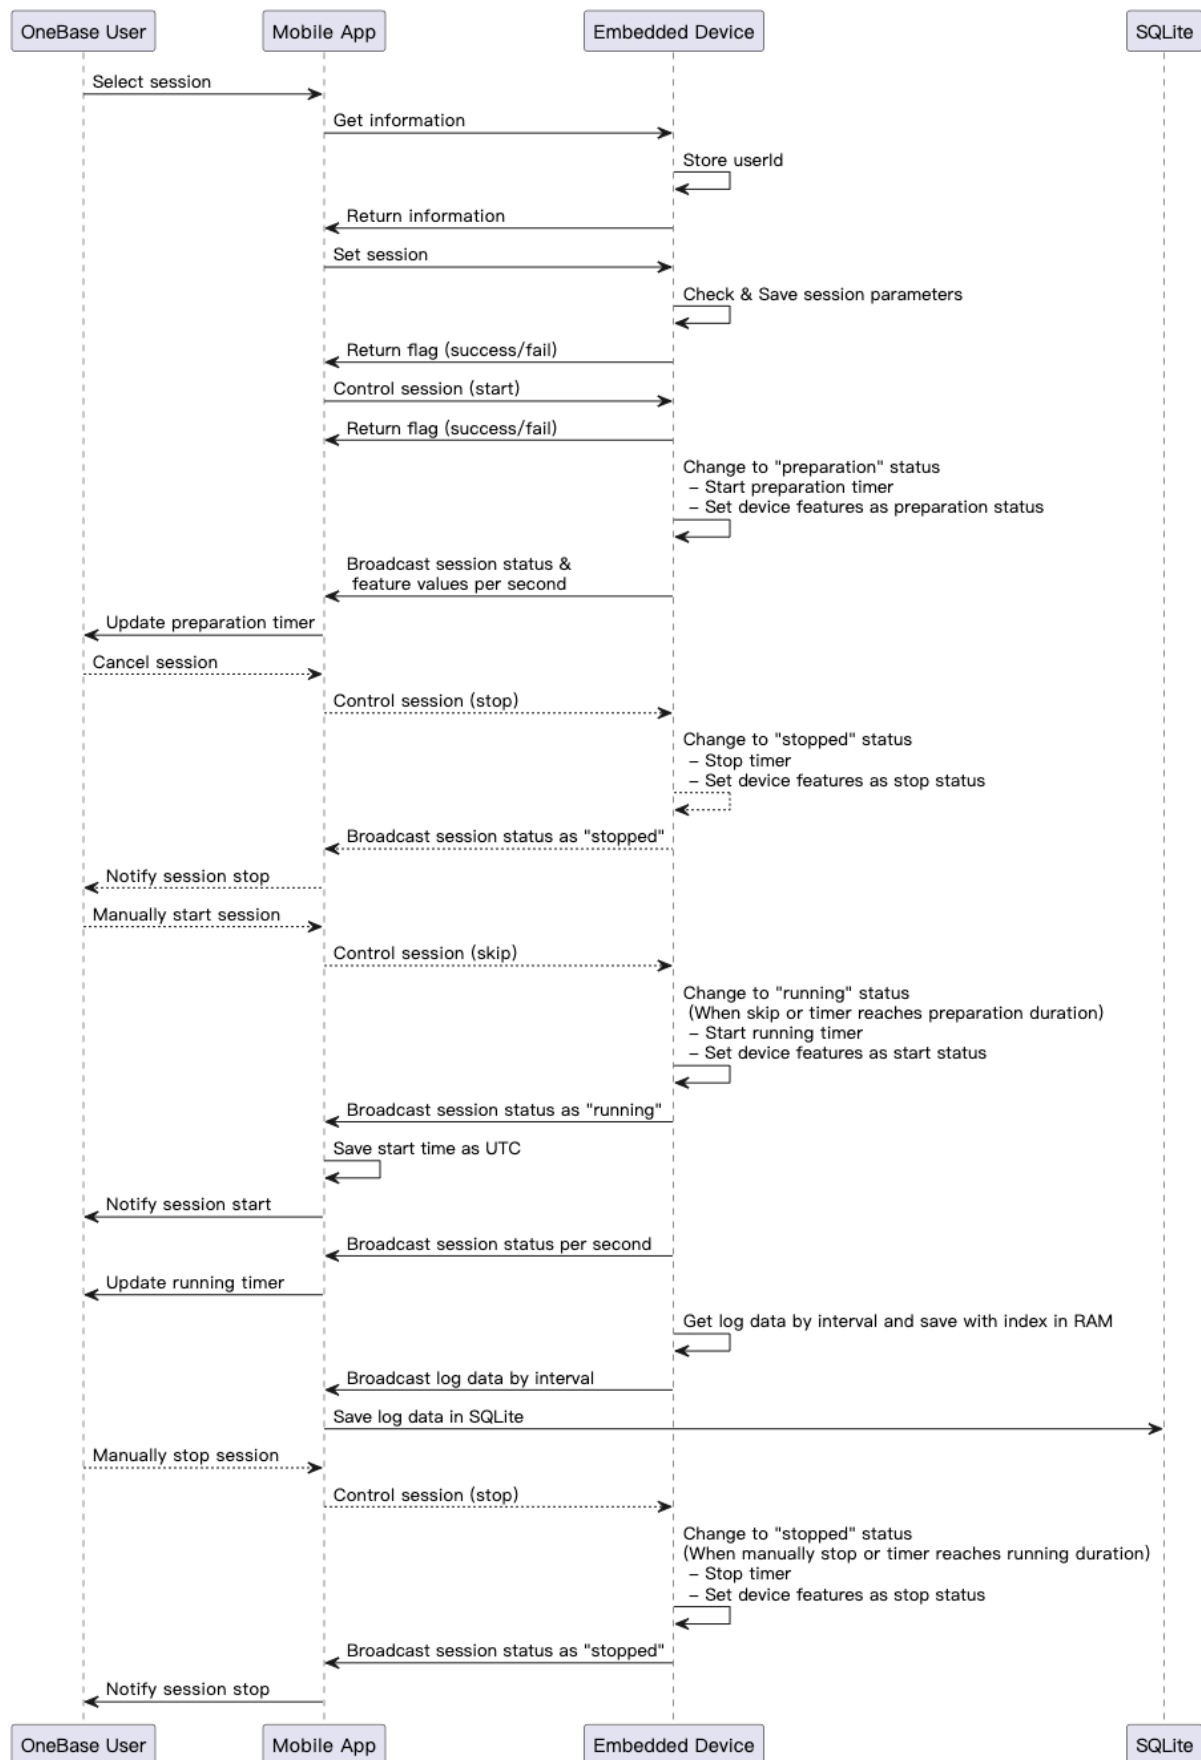 OneBase User
Mobile App
Embedded Device
SQLite
Select session
Get information
Store userId
Return information
Set session
Check & Save session parameters
Return flag (success/fail)
Control session (start)
Return flag (success/fail)
Change to "preparation" status
– Start preparation timer
– Set device features as preparation status
Broadcast session status &
feature values per second
Update preparation timer
Cancel session
Control session (stop)
Change to "stopped" status
– Stop timer
– Set device features as stop status
Broadcast session status as "stopped"
Notify session stop
Manually start session
Control session (skip)
Change to "running" status
(When skip or timer reaches preparation duration)
– Start running timer
– Set device features as start status
Broadcast session status as "running"
Save start time as UTC
Notify session start
Broadcast session status per second
Update running timer
Get log data by interval and save with index in RAM
Broadcast log data by interval
Save log data in SQLite
Manually stop session
Control session (stop)
Change to "stopped" status
(When manually stop or timer reaches running duration)
– Stop timer
– Set device features as stop status
Broadcast session status as "stopped"
Notify session stop
OneBase User
Mobile App
Embedded Device
SQLite